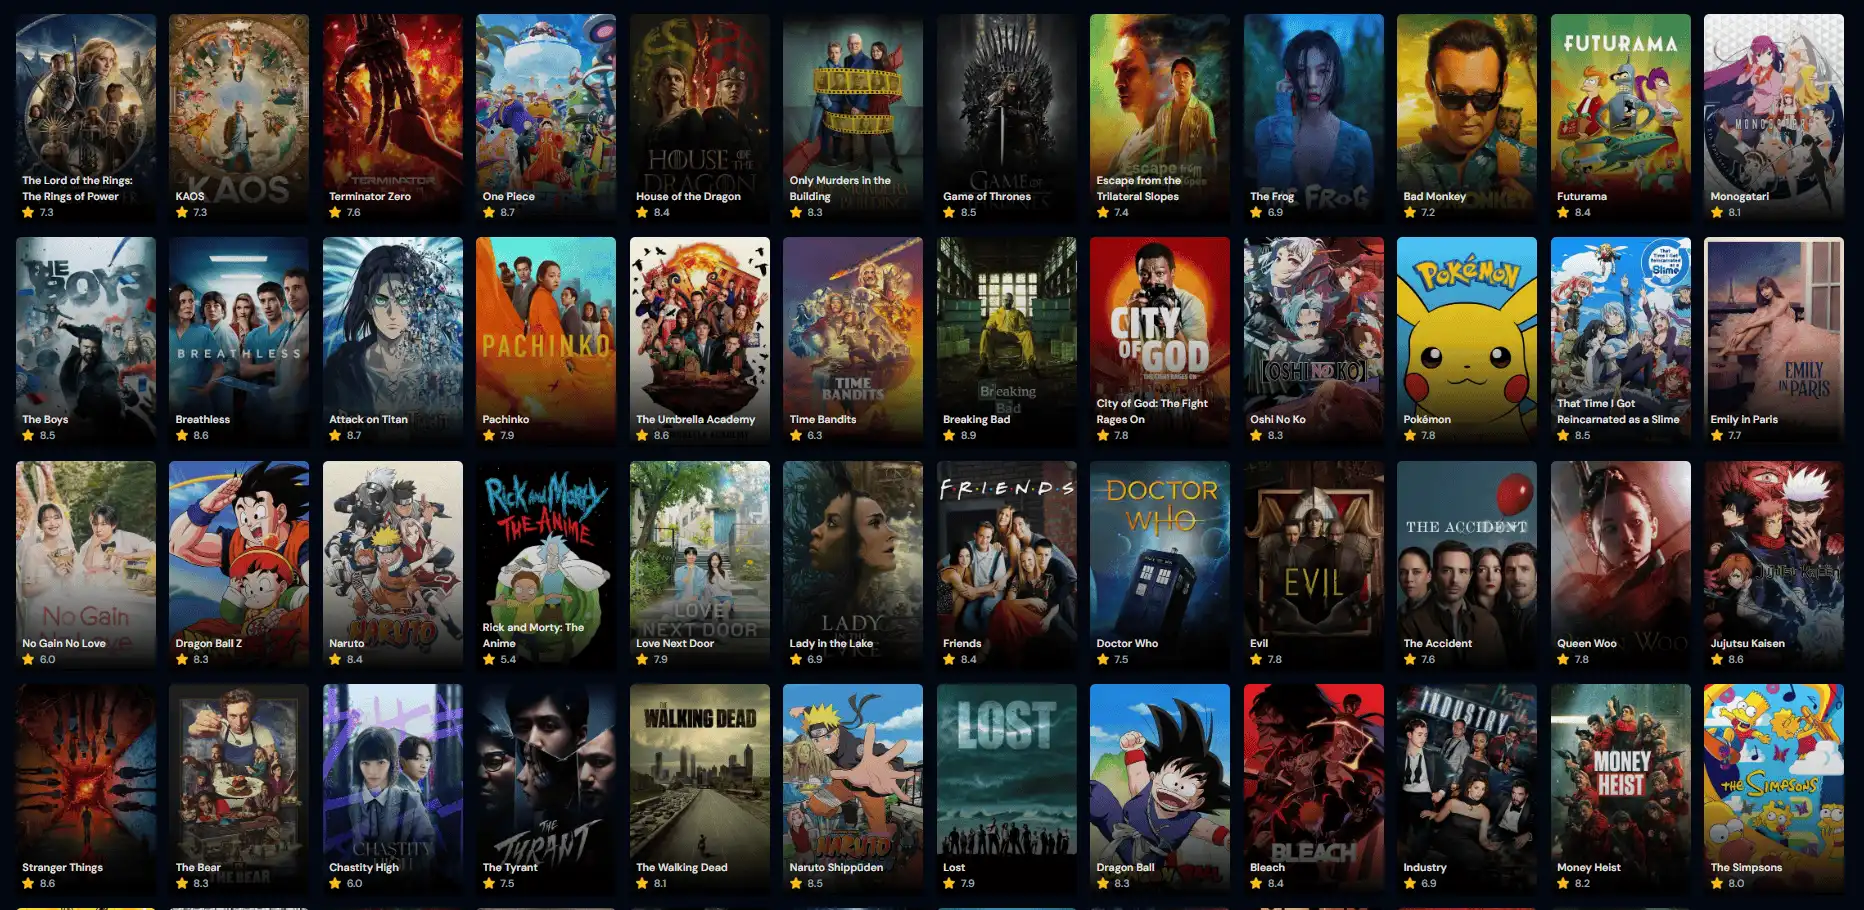 The Lord of the Rings:
The Rings of Power
7.3
KAOS
KAOS
7.3
TERMINATOR
Terminator Zero
7.6
One Piece
8.7
HOUSE OF THE
DRAGON
House of the Dragon
8.4
Only Murders in the
Building
8.3
GAME OF
Game of Thrones
8.5
Escape from
Escape from the
Trilateral Slopes
7.4
THE FROG
The Frog
6.9
Bad Monkey
7.2
FUTURAMA
Futurama
8.4
MONOGATARI
Monogatari
8.1
THE
BOYS
The Boys
8.5
BREATHLESS
Breathless
8.6
Attack on Titan
8.7
PACHINKO
Pachinko
7.9
The Umbrella Academy
8.6
TIME
BANDITS
Time Bandits
6.3
Breaking
Bad
Breaking Bad
8.9
CITY
OF GOD
THE FIGHT RAGES ON
City of God: The Fight
Rages On
7.8
[OSHI NO KO]
Oshi No Ko
8.3
POKéMON
Pokémon
7.8
That
Time I Got
Reincarnated
as a
Slime
That Time I Got
Reincarnated as a Slime
8.5
EMILY
IN PARIS
Emily in Paris
7.7
No Gain
No Gain No Love
6.0
Dragon Ball Z
8.3
NARUTO
Naruto
8.4
RICK AND MORTY
THE ANIME
Rick and Morty: The
Anime
5.4
LOVE
NEXT DOOR
Love Next Door
7.9
LADY
IN THE
LAKE
Lady in the Lake
6.9
F·R·I·E·N·D·S
Friends
8.4
DOCTOR
WHO
Doctor Who
7.5
EVIL
Evil
7.8
THE ACCIDENT
The Accident
7.6
WOO
Queen Woo
7.8
JUJUTSU KAISEN
Jujutsu Kaisen
8.6
Stranger Things
8.6
THE BEAR
The Bear
8.3
CHASTITY
HIGH
Chastity High
6.0
THE
TYRANT
The Tyrant
7.5
THE
WALKING DEAD
The Walking Dead
8.1
NARUTO
Naruto Shippūden
8.5
LOST
Lost
7.9
Dragon Ball
8.3
BLEACH
Bleach
8.4
INDUSTRY
Industry
6.9
MONEY
HEIST
Money Heist
8.2
THE SIMPSONS
The Simpsons
8.0